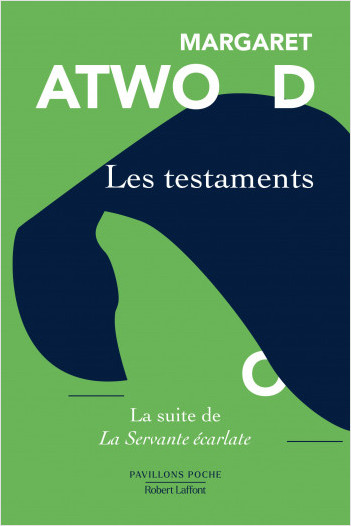 MARGARET
ATWO D
Les testaments
O
La suite de
La Servante écarlate
PAVILLONS POCHE
Robert Laffont